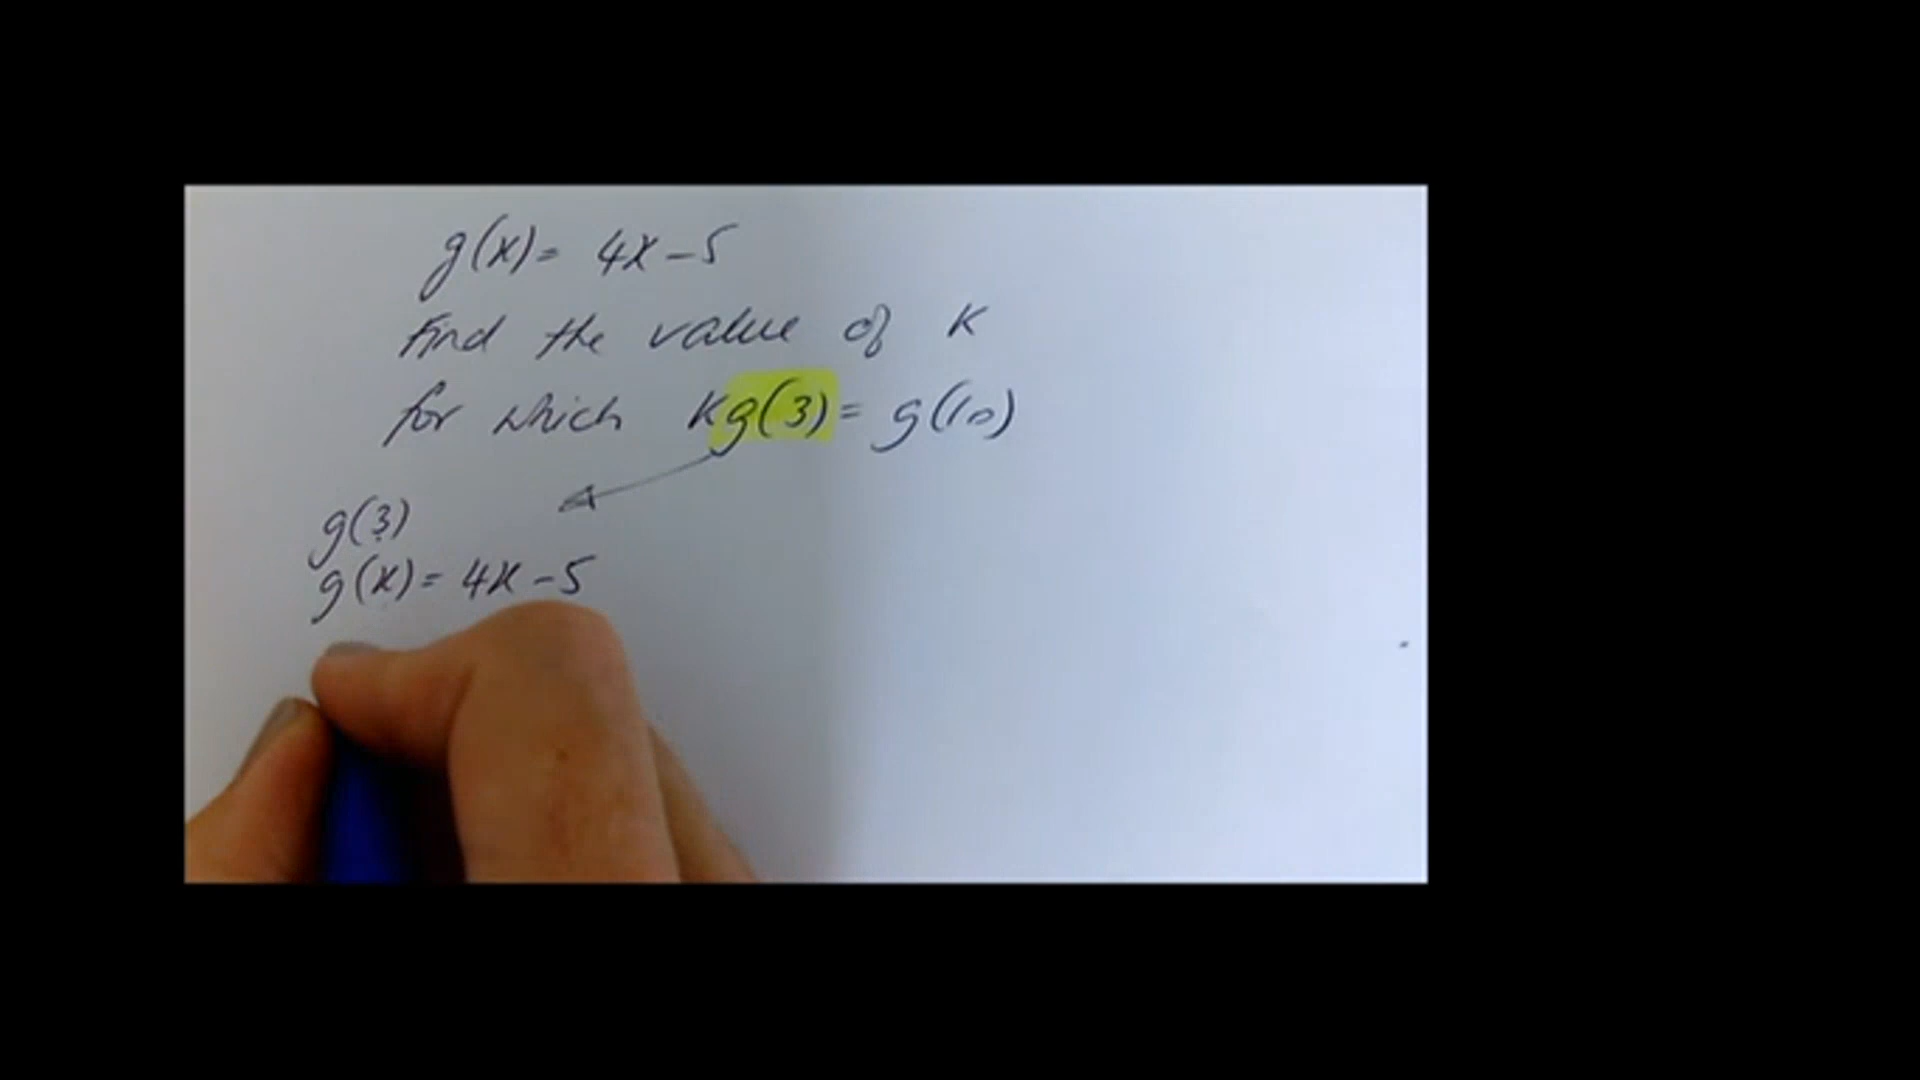 g(x)= 4x-5
Find the value of K
for which Kg(3)= g(10)
g(3)
g(x)= 4x-5